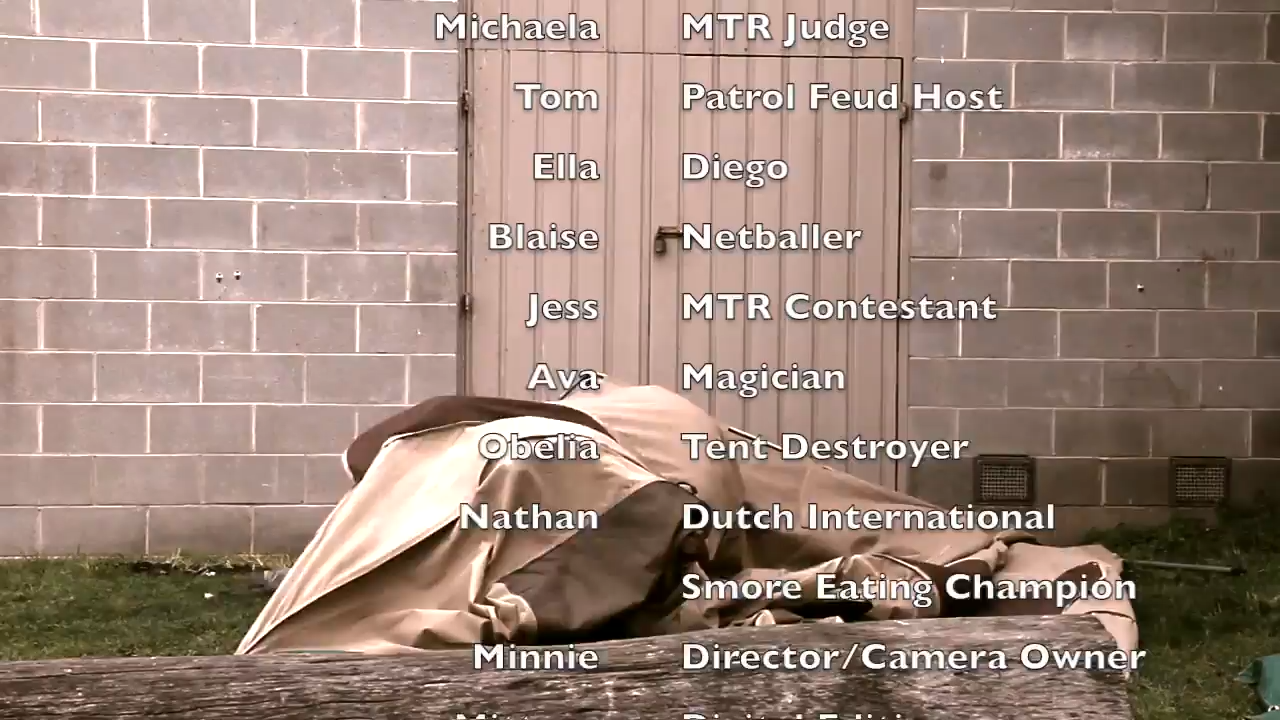 Michaela MTR Judge
Tom Patrol Feud Host
Ella Diego
Blaise Netballer
Jess MTR Contestant
Ava Magician
Obelia Tent Destroyer
Nathan Dutch International
Smore Eating Champion
Minnie Director/Camera Owner
Digital